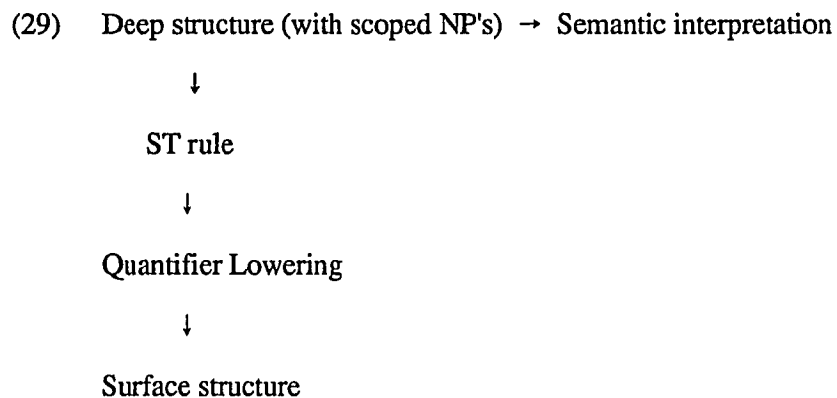 (29) Deep structure (with scoped NP's) → Semantic interpretation
↓
ST rule
↓
Quantifier Lowering
↓
Surface structure